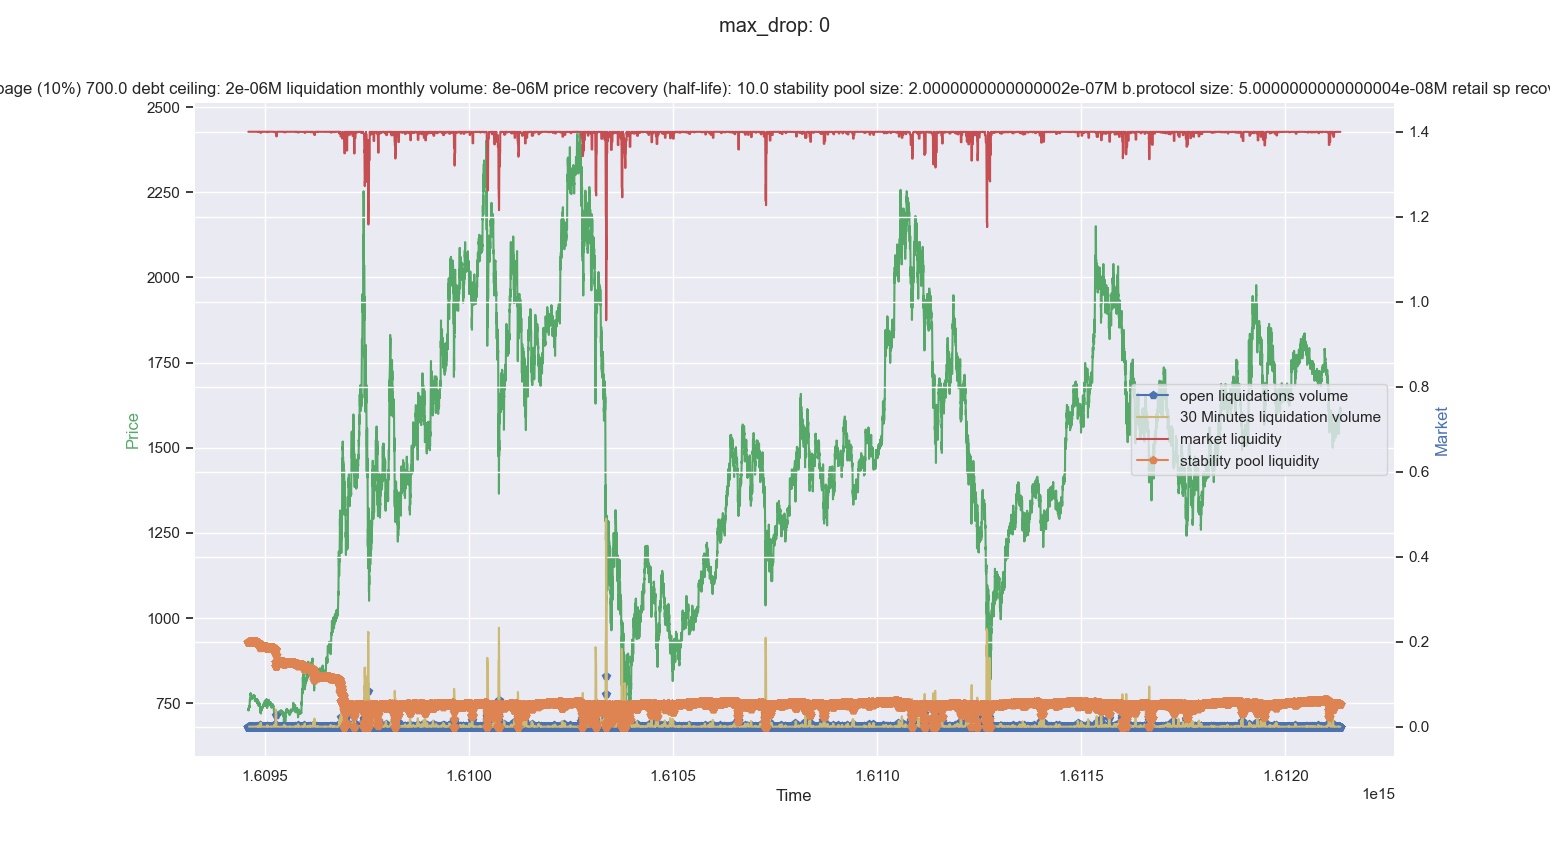 max_drop: 0
(10%) 700.0 debt ceiling: 2e-06M liquidation monthly volume: 8e-06M price recovery (half-life): 10.0 stability pool size: 2.0000000000000002e-07M b.protocol size: 5.0000000000000004e-08M retail sp
2500
2250
2000
1750
1500
1250
1000
750
Price
1.4
1.2
1.0
0.8
0.6
0.4
0.2
0.0
Market
open liquidations volume
30 Minutes liquidation volume
market liquidity
stability pool liquidity
1.6095 1.6100 1.6105 1.6110 1.6115 1.6120
Time
1e15